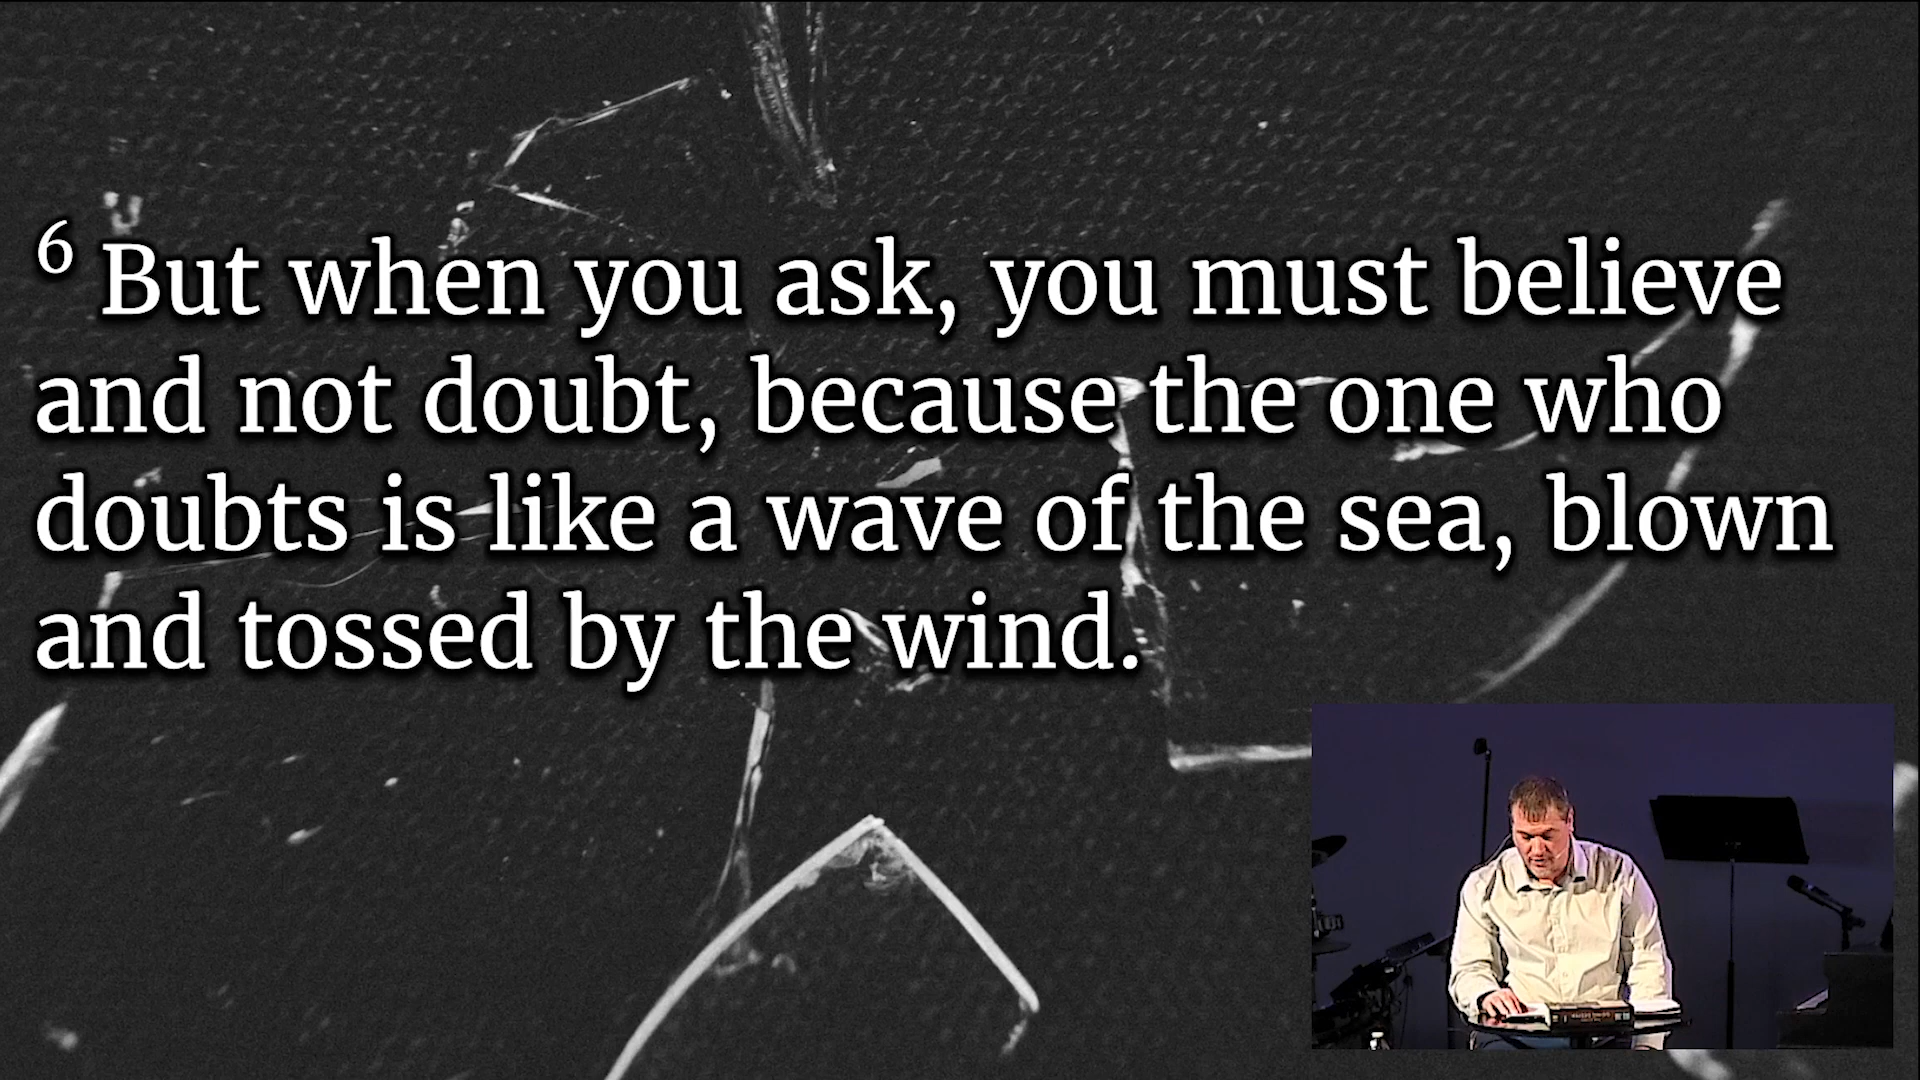 6 But when you ask, you must believe
and not doubt, because the one who
doubts is like a wave of the sea, blown
and tossed by the wind.